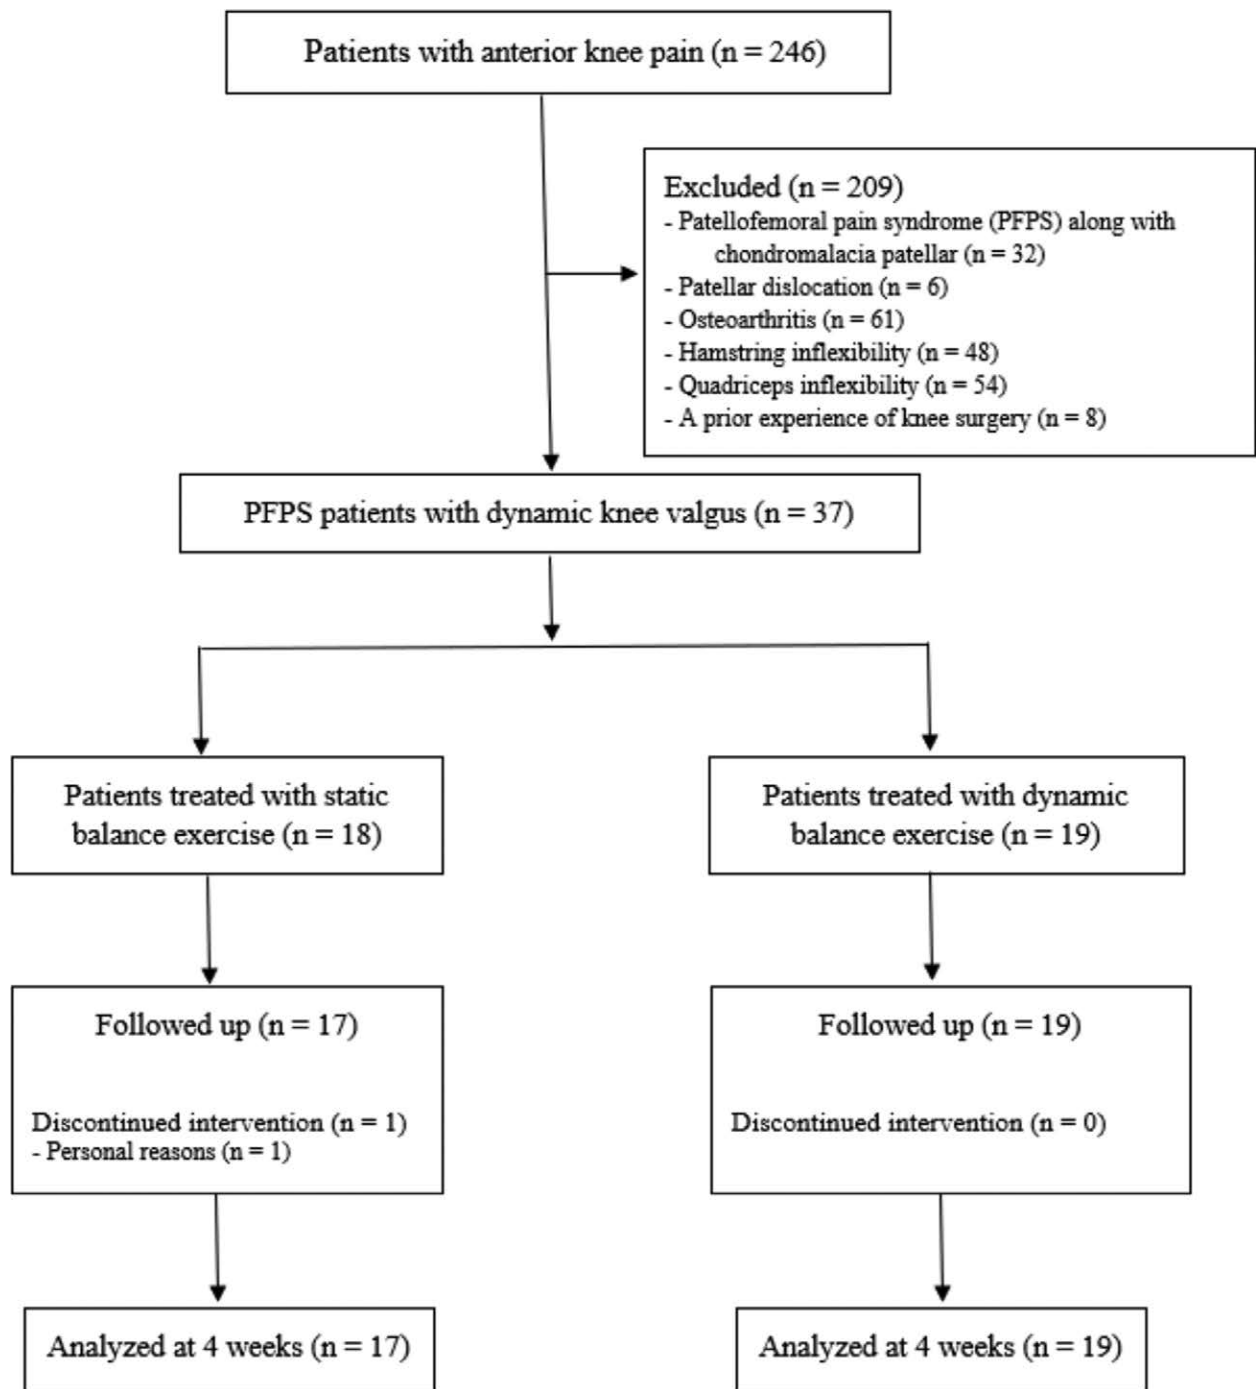 Patients with anterior knee pain (n = 246)
Excluded (n = 209)
- Patellofemoral pain syndrome (PFPS) along with
chondromalacia patellar (n = 32)
- Patellar dislocation (n = 6)
- Osteoarthritis (n = 61)
- Hamstring inflexibility (n = 48)
- Quadriceps inflexibility (n = 54)
- A prior experience of knee surgery (n = 8)
PFPS patients with dynamic knee valgus (n = 37)
Patients treated with static
balance exercise (n = 18)
Patients treated with dynamic
balance exercise (n = 19)
Followed up (n = 17)
Discontinued intervention (n = 1)
- Personal reasons (n = 1)
Followed up (n = 19)
Discontinued intervention (n = 0)
Analyzed at 4 weeks (n = 17)
Analyzed at 4 weeks (n = 19)